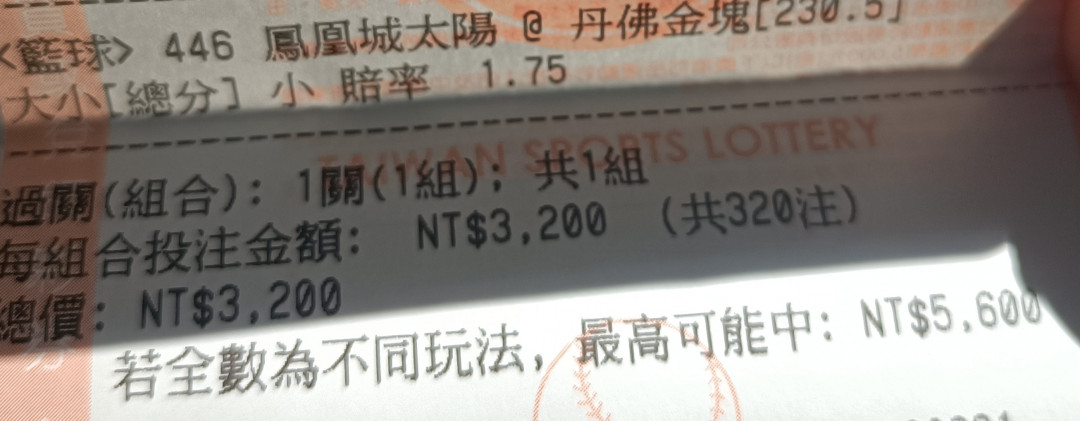 <籃球> 446 鳳凰城太陽 @ 丹佛金塊[230.5]
大小[總分] 小 賠率 1.75
TAIWAN SPORTS LOTTERY
過關(組合): 1關(1組); 共1組
每組合投注金額: NT$3,200 (共320注)
總價: NT$3,200
若全數為不同玩法, 最高可能中: NT$5,600